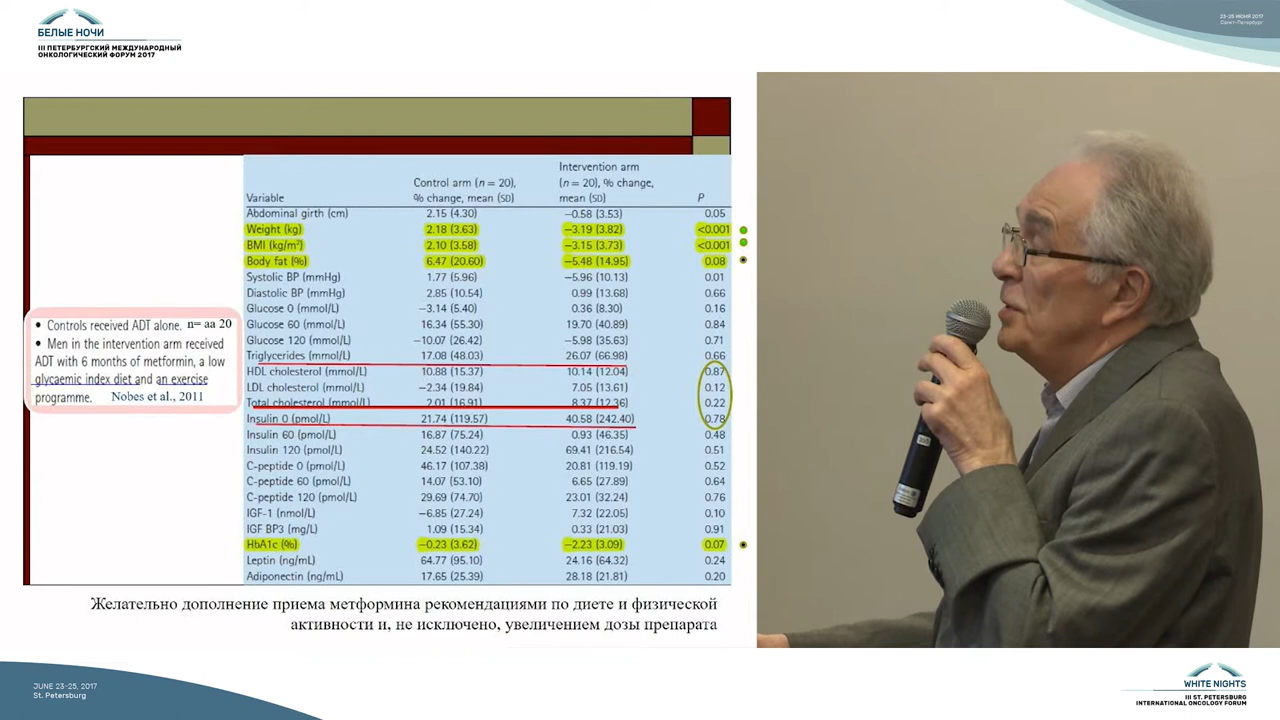 БЕЛЫЕ НОЧИ
III ПЕТЕРБУРГСКИЙ МЕЖДУНАРОДНЫЙ
ОНКОЛОГИЧЕСКИЙ ФОРУМ 2017
23-25 ИЮНЯ 2017
Санкт-Петербург
• Controls received ADT alone. n= aa 20
• Men in the intervention arm received
ADT with 6 months of metformin, a low
glycaemic index diet and an exercise
programme. Nobes et al., 2011
Intervention arm
Control arm (n = 20), (n = 20), % change,
Variable % change, mean (SD) mean (SD) P
Abdominal girth (cm) 2.15 (4.30) −0.58 (3.53) 0.05
Weight (kg) 2.18 (3.63) −3.19 (3.82) <0.001
BMI (kg/m²) 2.10 (3.58) −3.15 (3.73) <0.001
Body fat (%) 6.47 (20.60) −5.48 (14.95) 0.08
Systolic BP (mmHg) 1.77 (5.96) −5.96 (10.13) 0.01
Diastolic BP (mmHg) 2.85 (10.54) 0.99 (13.68) 0.66
Glucose 0 (mmol/L) −3.14 (5.40) 0.36 (8.30) 0.16
Glucose 60 (mmol/L) 16.34 (55.30) 19.70 (40.89) 0.84
Glucose 120 (mmol/L) −10.07 (26.42) −5.98 (35.63) 0.71
Triglycerides (mmol/L) 17.08 (48.03) 26.07 (66.98) 0.66
HDL cholesterol (mmol/L) 10.88 (15.37) 10.14 (12.04) 0.87
LDL cholesterol (mmol/L) −2.34 (19.84) 7.05 (13.61) 0.12
Total cholesterol (mmol/L) 2.01 (16.91) 8.37 (12.36) 0.22
Insulin 0 (pmol/L) 21.74 (119.57) 40.58 (242.40) 0.78
Insulin 60 (pmol/L) 16.87 (75.24) 0.93 (46.35) 0.48
Insulin 120 (pmol/L) 24.52 (140.22) 69.41 (216.54) 0.51
C-peptide 0 (pmol/L) 46.17 (107.38) 20.81 (119.19) 0.52
C-peptide 60 (pmol/L) 14.07 (53.10) 6.65 (27.89) 0.64
C-peptide 120 (pmol/L) 29.69 (74.70) 23.01 (32.24) 0.76
IGF-1 (nmol/L) −6.85 (27.24) 7.32 (22.05) 0.10
IGF BP3 (mg/L) 1.09 (15.34) 0.33 (21.03) 0.91
HbA1c (%) −0.23 (3.62) −2.23 (3.09) 0.07
Leptin (ng/mL) 64.77 (95.10) 24.16 (64.32) 0.24
Adiponectin (ng/mL) 17.65 (25.39) 28.18 (21.81) 0.20
Желательно дополнение приема метформина рекомендациями по диете и физической
активности и, не исключено, увеличением дозы препарата
JUNE 23-25, 2017
St. Petersburg
WHITE NIGHTS
III ST. PETERSBURG
INTERNATIONAL ONCOLOGY FORUM